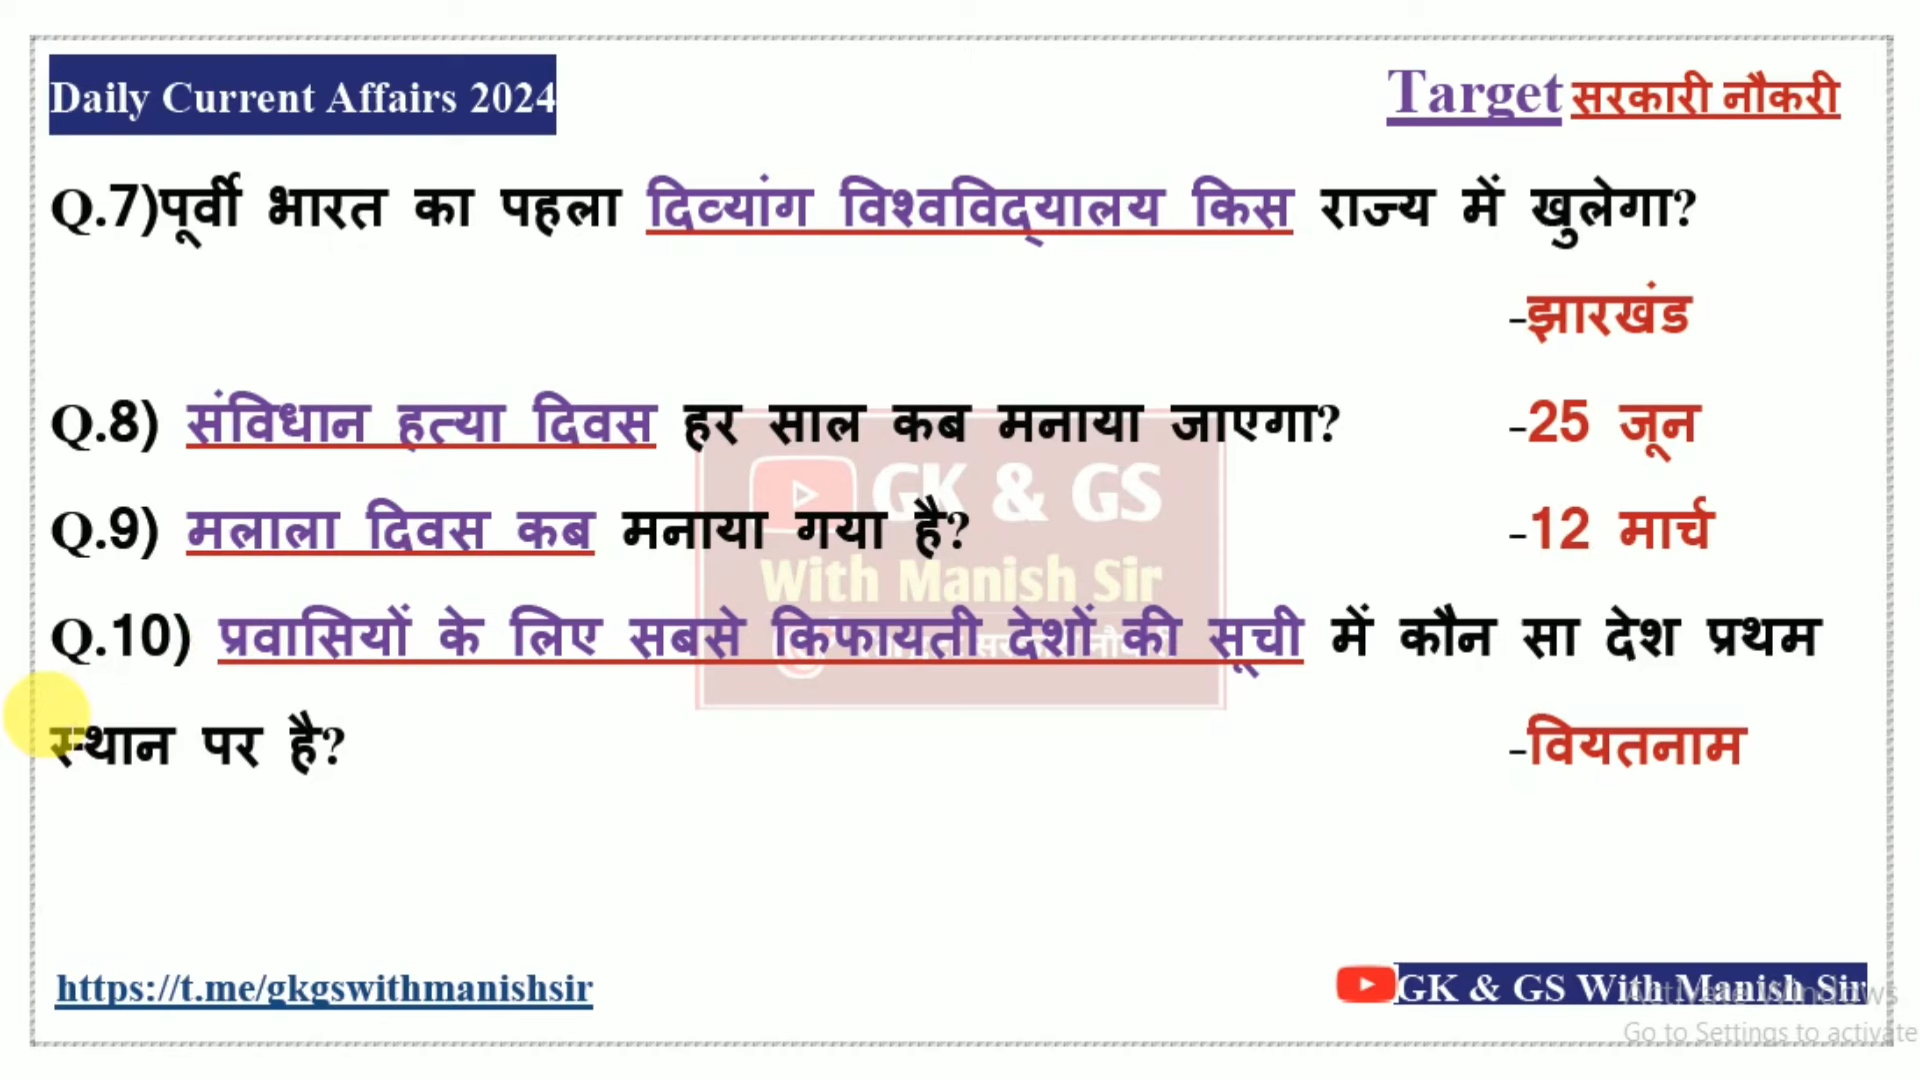 Daily Current Affairs 2024
Target सरकारी नौकरी
Q.7)पूर्वी भारत का पहला दिव्यांग विश्वविद्यालय किस राज्य में खुलेगा?
-झारखंड
Q.8) संविधान हत्या दिवस हर साल कब मनाया जाएगा? -25 जून
Q.9) मलाला दिवस कब मनाया गया है? -12 मार्च
Q.10) प्रवासियों के लिए सबसे किफायती देशों की सूची में कौन सा देश प्रथम
स्थान पर है? -वियतनाम
GK & GS
With Manish Sir
https://t.me/gkgswithmanishsir
GK & GS With Manish Sir
Activate Windows
Go to Settings to activate